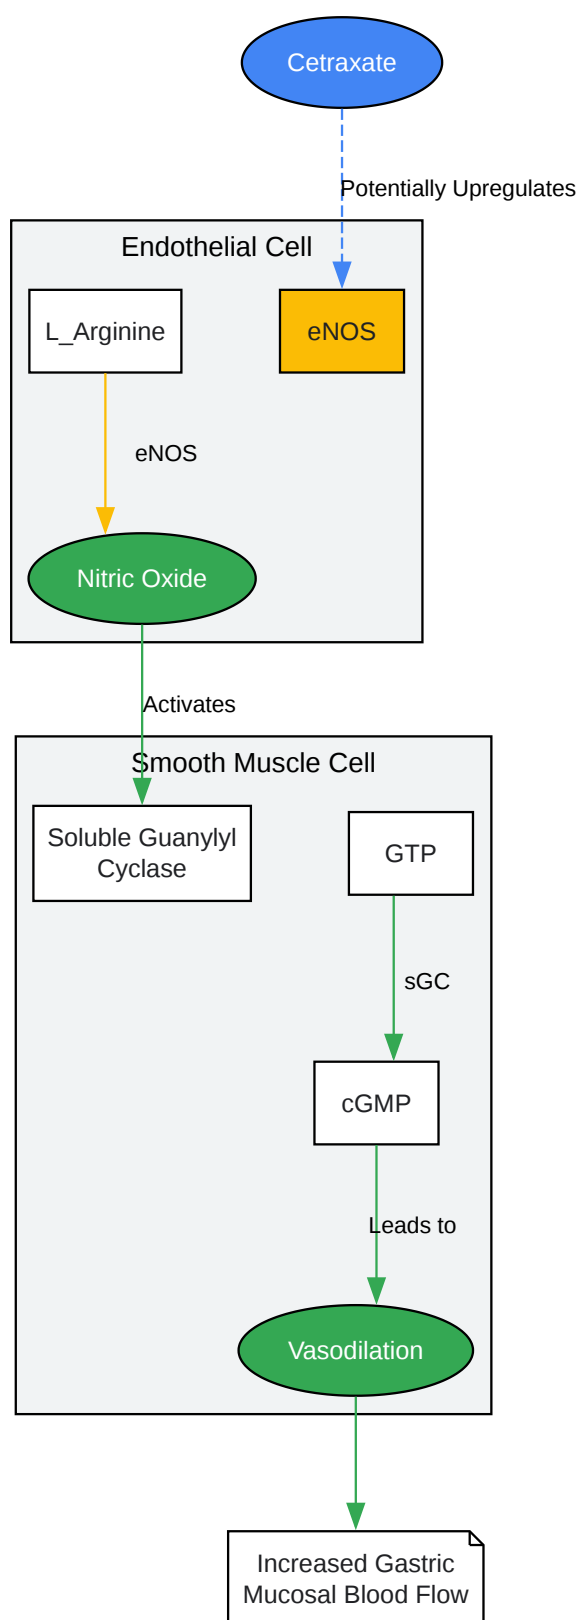 Cetraxate
Potentially Upregulates
Endothelial Cell
L_Arginine
eNOS
eNOS
Nitric Oxide
Activates
Smooth Muscle Cell
Soluble Guanylyl
Cyclase
GTP
sGC
cGMP
Leads to
Vasodilation
Increased Gastric
Mucosal Blood Flow